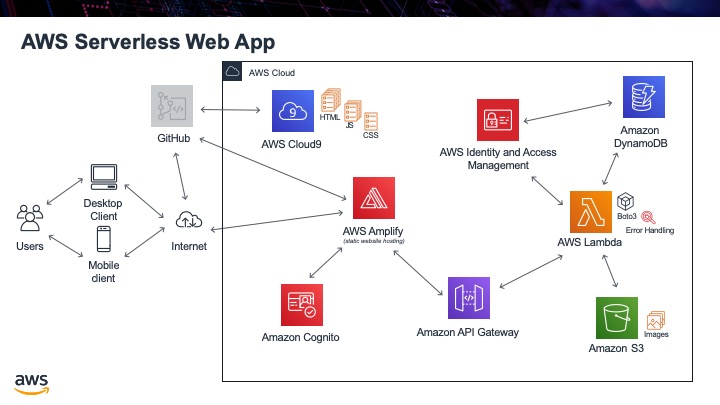 AWS Serverless Web App
AWS Cloud
GitHub
9
AWS Cloud9
HTML
JS
CSS
AWS Identity and Access
Management
Amazon
DynamoDB
Users
Desktop
Client
Mobile
client
Internet
AWS Amplify
(static website hosting)
AWS Lambda
Boto3
Error Handling
Amazon Cognito
Amazon API Gateway
Amazon S3
Images
aws